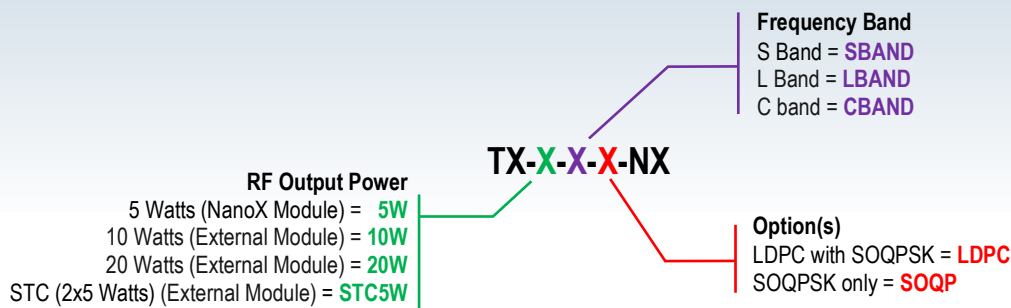 Frequency Band
S Band = SBAND
L Band = LBAND
C band = CBAND
TX-X-X-X-NX
RF Output Power
5 Watts (NanoX Module) = 5W
10 Watts (External Module) = 10W
20 Watts (External Module) = 20W
STC (2x5 Watts) (External Module) = STC5W
Option(s)
LDPC with SOQPSK = LDPC
SOQPSK only = SOQP